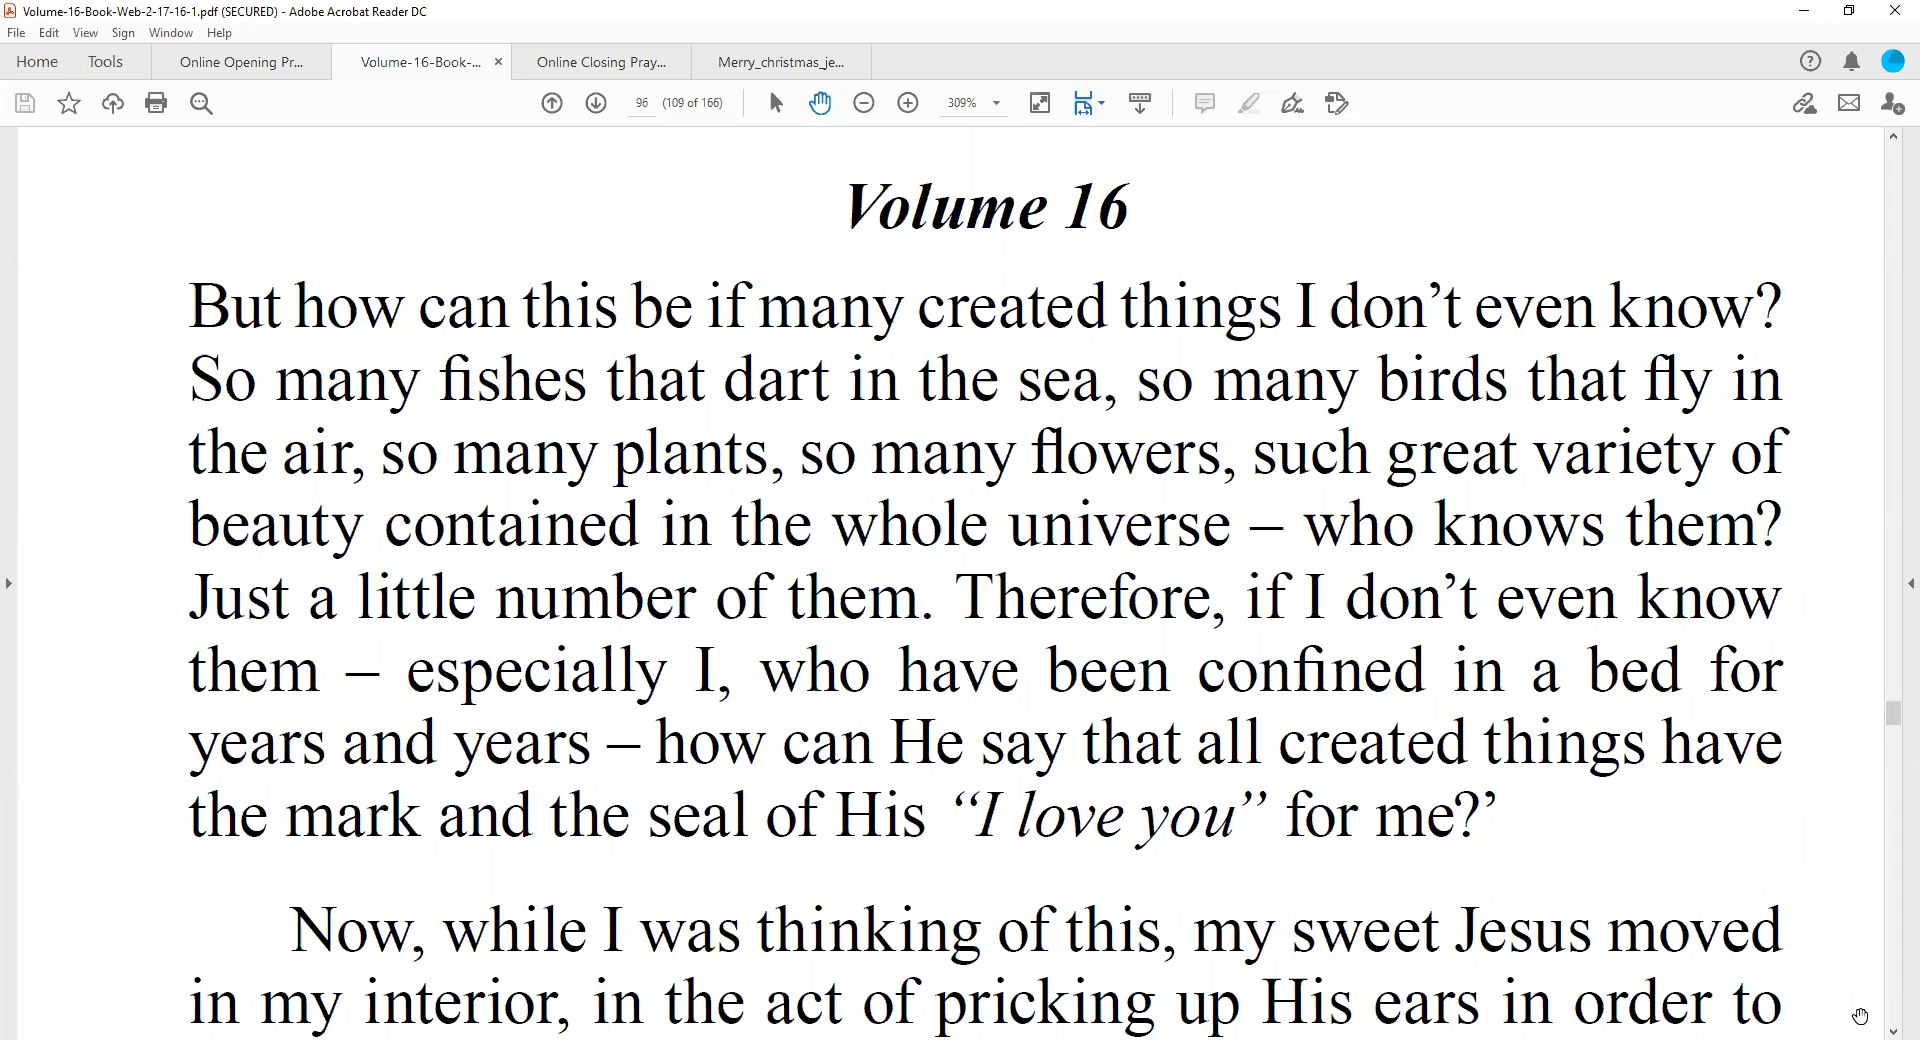 Volume-16-Book-Web-2-17-16-1.pdf (SECURED) - Adobe Acrobat Reader DC
File Edit View Sign Window Help
Home Tools Online Opening Pr... Volume-16-Book-... × Online Closing Pray... Merry_christmas_je...
96 (109 of 166) 309%
Volume 16
But how can this be if many created things I don’t even know?
So many fishes that dart in the sea, so many birds that fly in
the air, so many plants, so many flowers, such great variety of
beauty contained in the whole universe – who knows them?
Just a little number of them. Therefore, if I don’t even know
them – especially I, who have been confined in a bed for
years and years – how can He say that all created things have
the mark and the seal of His “I love you” for me?’
Now, while I was thinking of this, my sweet Jesus moved
in my interior, in the act of pricking up His ears in order to